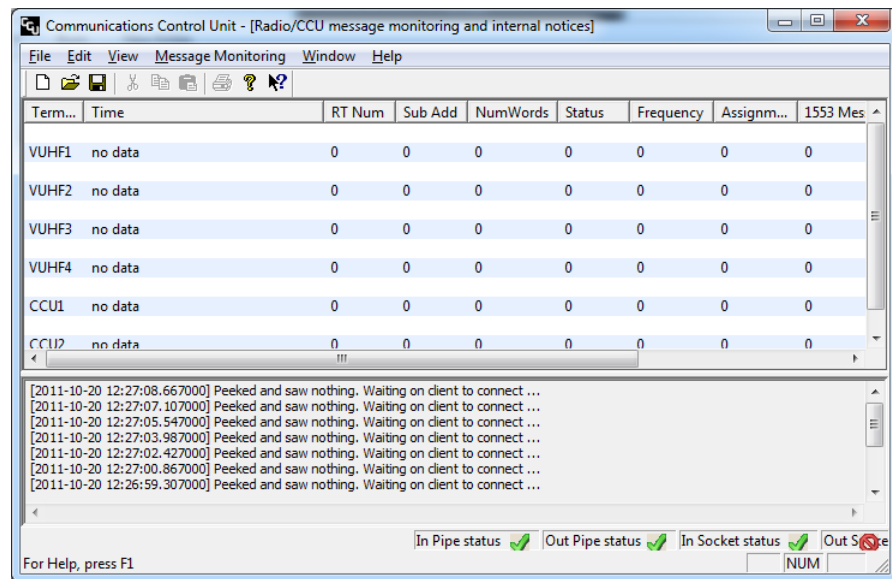 Communications Control Unit - [Radio/CCU message monitoring and internal notices]
File Edit View Message Monitoring Window Help
Term... Time RT Num Sub Add NumWords Status Frequency Assignm... 1553 Mes
VUHF1 no data 0 0 0 0 0 0 0
VUHF2 no data 0 0 0 0 0 0 0
VUHF3 no data 0 0 0 0 0 0 0
VUHF4 no data 0 0 0 0 0 0 0
CCU1 no data 0 0 0 0 0 0 0
CCU2 no data 0 0 0 0 0 0 0
[2011-10-20 12:27:08.667000] Peeked and saw nothing. Waiting on client to connect ...
[2011-10-20 12:27:07.107000] Peeked and saw nothing. Waiting on client to connect ...
[2011-10-20 12:27:05.547000] Peeked and saw nothing. Waiting on client to connect ...
[2011-10-20 12:27:03.987000] Peeked and saw nothing. Waiting on client to connect ...
[2011-10-20 12:27:02.427000] Peeked and saw nothing. Waiting on client to connect ...
[2011-10-20 12:27:00.867000] Peeked and saw nothing. Waiting on client to connect ...
[2011-10-20 12:26:59.307000] Peeked and saw nothing. Waiting on client to connect ...
In Pipe status Out Pipe status In Socket status Out
For Help, press F1 NUM